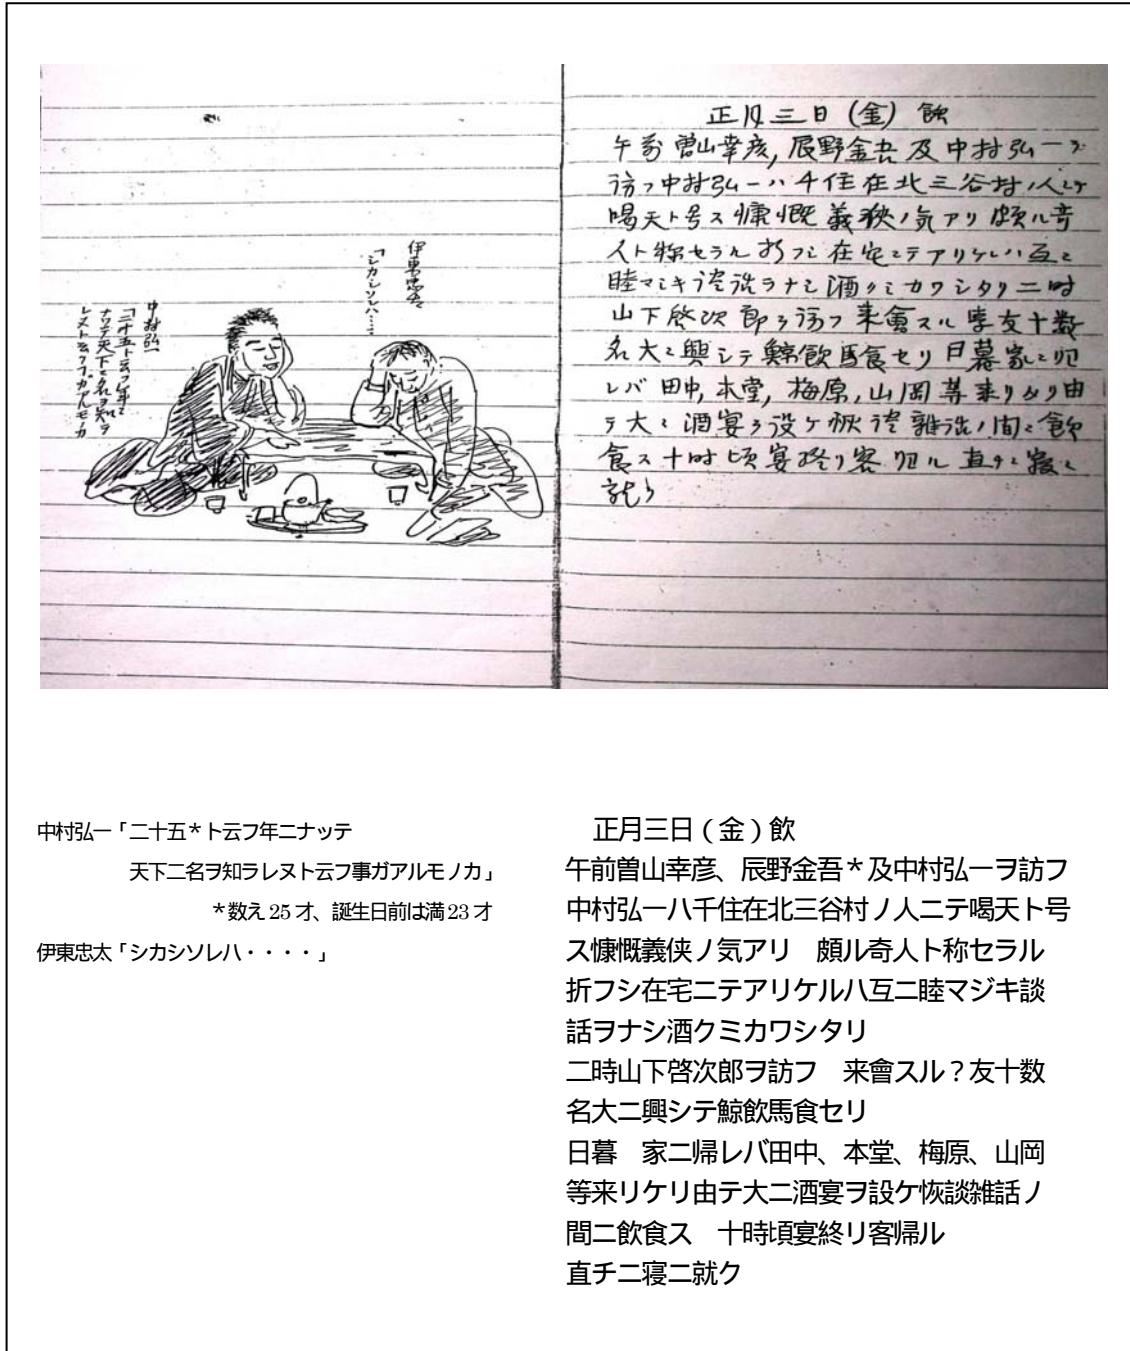 伊東忠太
「シカシソレハ……
中村弘一
「二十五ト云フ年ニ
ナツテ天下ニ名ヲ知ラ
レヌト云フ事ガアルモノカ
正月三日(金) 飲
午前曽山幸彦,辰野金吾及中村弘一ヲ
訪フ中村弘一ハ千住在北三谷村ノ人ニテ
喝天ト号ス慷慨義狹ノ気アリ頗ル奇
人ト称セラル折フシ在宅ニテアリケレハ互ニ
睦マシキ談話ヲナシ酒クミカワシタリ二時
山下啓次郎ヲ訪フ来會スル学友十数
名大ニ興シテ鯨飲馬食セリ日暮家ニ帰
レバ田中,本堂,梅原,山岡等来リケリ由
テ大ニ酒宴ヲ設ケ恢談雑話ノ間ニ飲
食ス十時頃宴終リ客帰ル直チニ寝ニ
就ク
中村弘一「二十五*ト云フ年ニナッテ
天下ニ名ヲ知ラレヌト云フ事ガアルモノカ」
*数え25才、誕生日前は満23才
伊東忠太「シカシソレハ・・・・」
正月三日(金)飲
午前曽山幸彦、辰野金吾*及中村弘一ヲ訪フ
中村弘一ハ千住在北三谷村ノ人ニテ喝天ト号
ス慷慨義侠ノ気アリ 頗ル奇人ト称セラル
折フシ在宅ニテアリケルハ互ニ睦マジキ談
話ヲナシ酒クミカワシタリ
二時山下啓次郎ヲ訪フ 来會スル?友十数
名大ニ興シテ鯨飲馬食セリ
日暮 家ニ帰レバ田中、本堂、梅原、山岡
等来リケリ由テ大ニ酒宴ヲ設ケ恢談雑話ノ
間ニ飲食ス 十時頃宴終リ客帰ル
直チニ寝ニ就ク